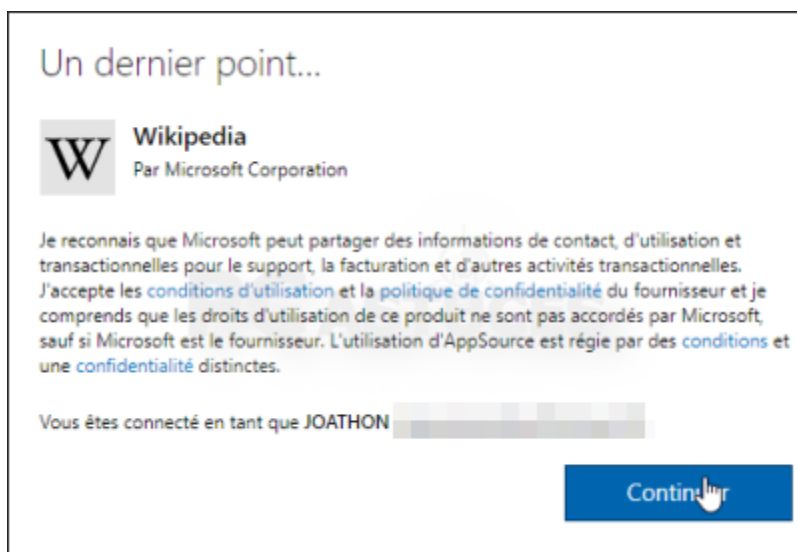 Un dernier point...
W
Wikipedia
Par Microsoft Corporation
Je reconnais que Microsoft peut partager des informations de contact, d'utilisation et
transactionnelles pour le support, la facturation et d'autres activités transactionnelles.
J'accepte les conditions d'utilisation et la politique de confidentialité du fournisseur et je
comprends que les droits d'utilisation de ce produit ne sont pas accordés par Microsoft,
sauf si Microsoft est le fournisseur. L'utilisation d'AppSource est régie par des conditions et
une confidentialité distinctes.
Vous êtes connecté en tant que JOATHON
Continuer